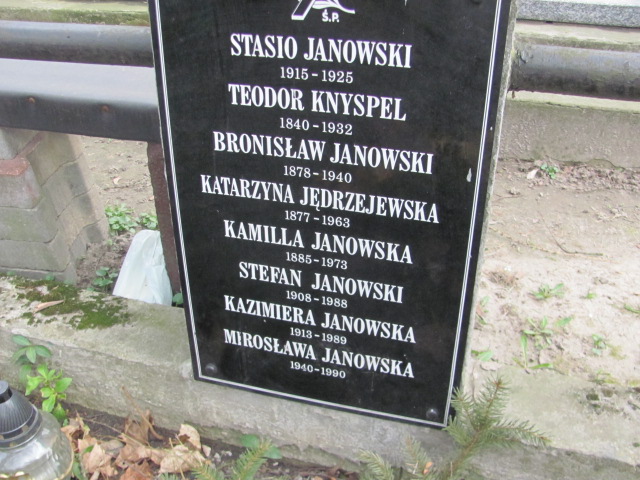 Ś.P.
STASIO JANOWSKI
1915-1925
TEODOR KNYSPEL
1840-1932
BRONISŁAW JANOWSKI
1878-1940
KATARZYNA JĘDRZEJEWSKA
1877-1963
KAMILLA JANOWSKA
1885-1973
STEFAN JANOWSKI
1908-1988
KAZIMIERA JANOWSKA
1913-1989
MIROSŁAWA JANOWSKA
1940-1990